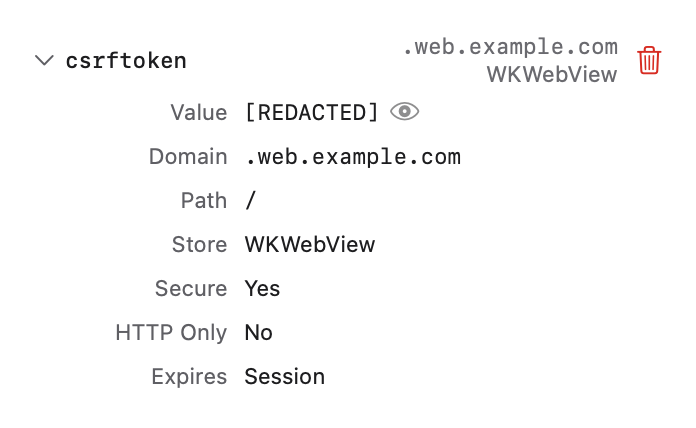 csrftoken
.web.example.com
WKWebView
Value [REDACTED]
Domain .web.example.com
Path /
Store WKWebView
Secure Yes
HTTP Only No
Expires Session